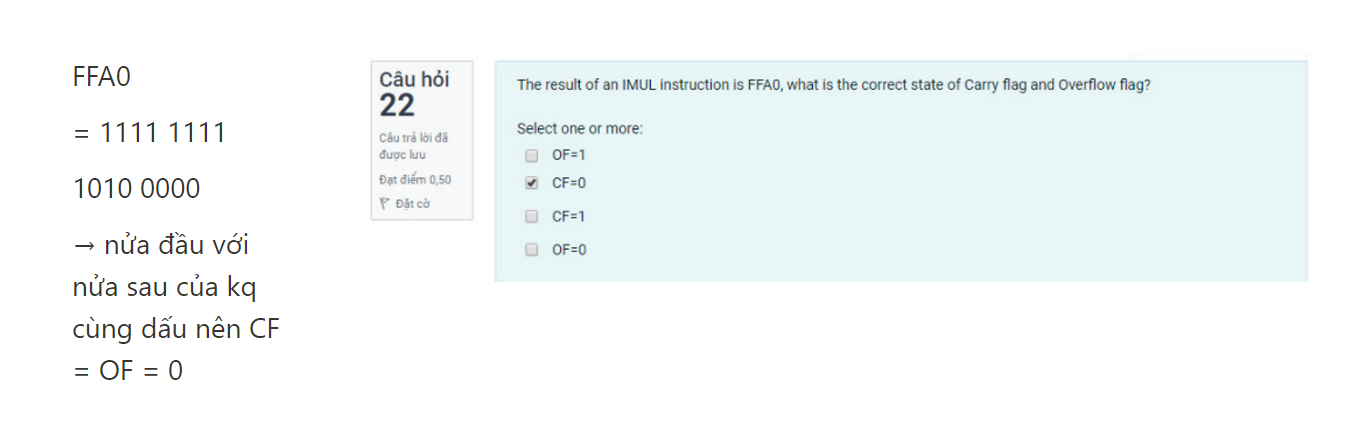 FFA0
= 1111 1111
1010 0000
→ nửa đầu với
nửa sau của kq
cùng dấu nên CF
= OF = 0
Câu hỏi
22
Câu trả lời đã
được lưu
Đạt điểm 0,50
Đặt cờ
The result of an IMUL instruction is FFA0, what is the correct state of Carry flag and Overflow flag?
Select one or more:
OF=1
CF=0
CF=1
OF=0